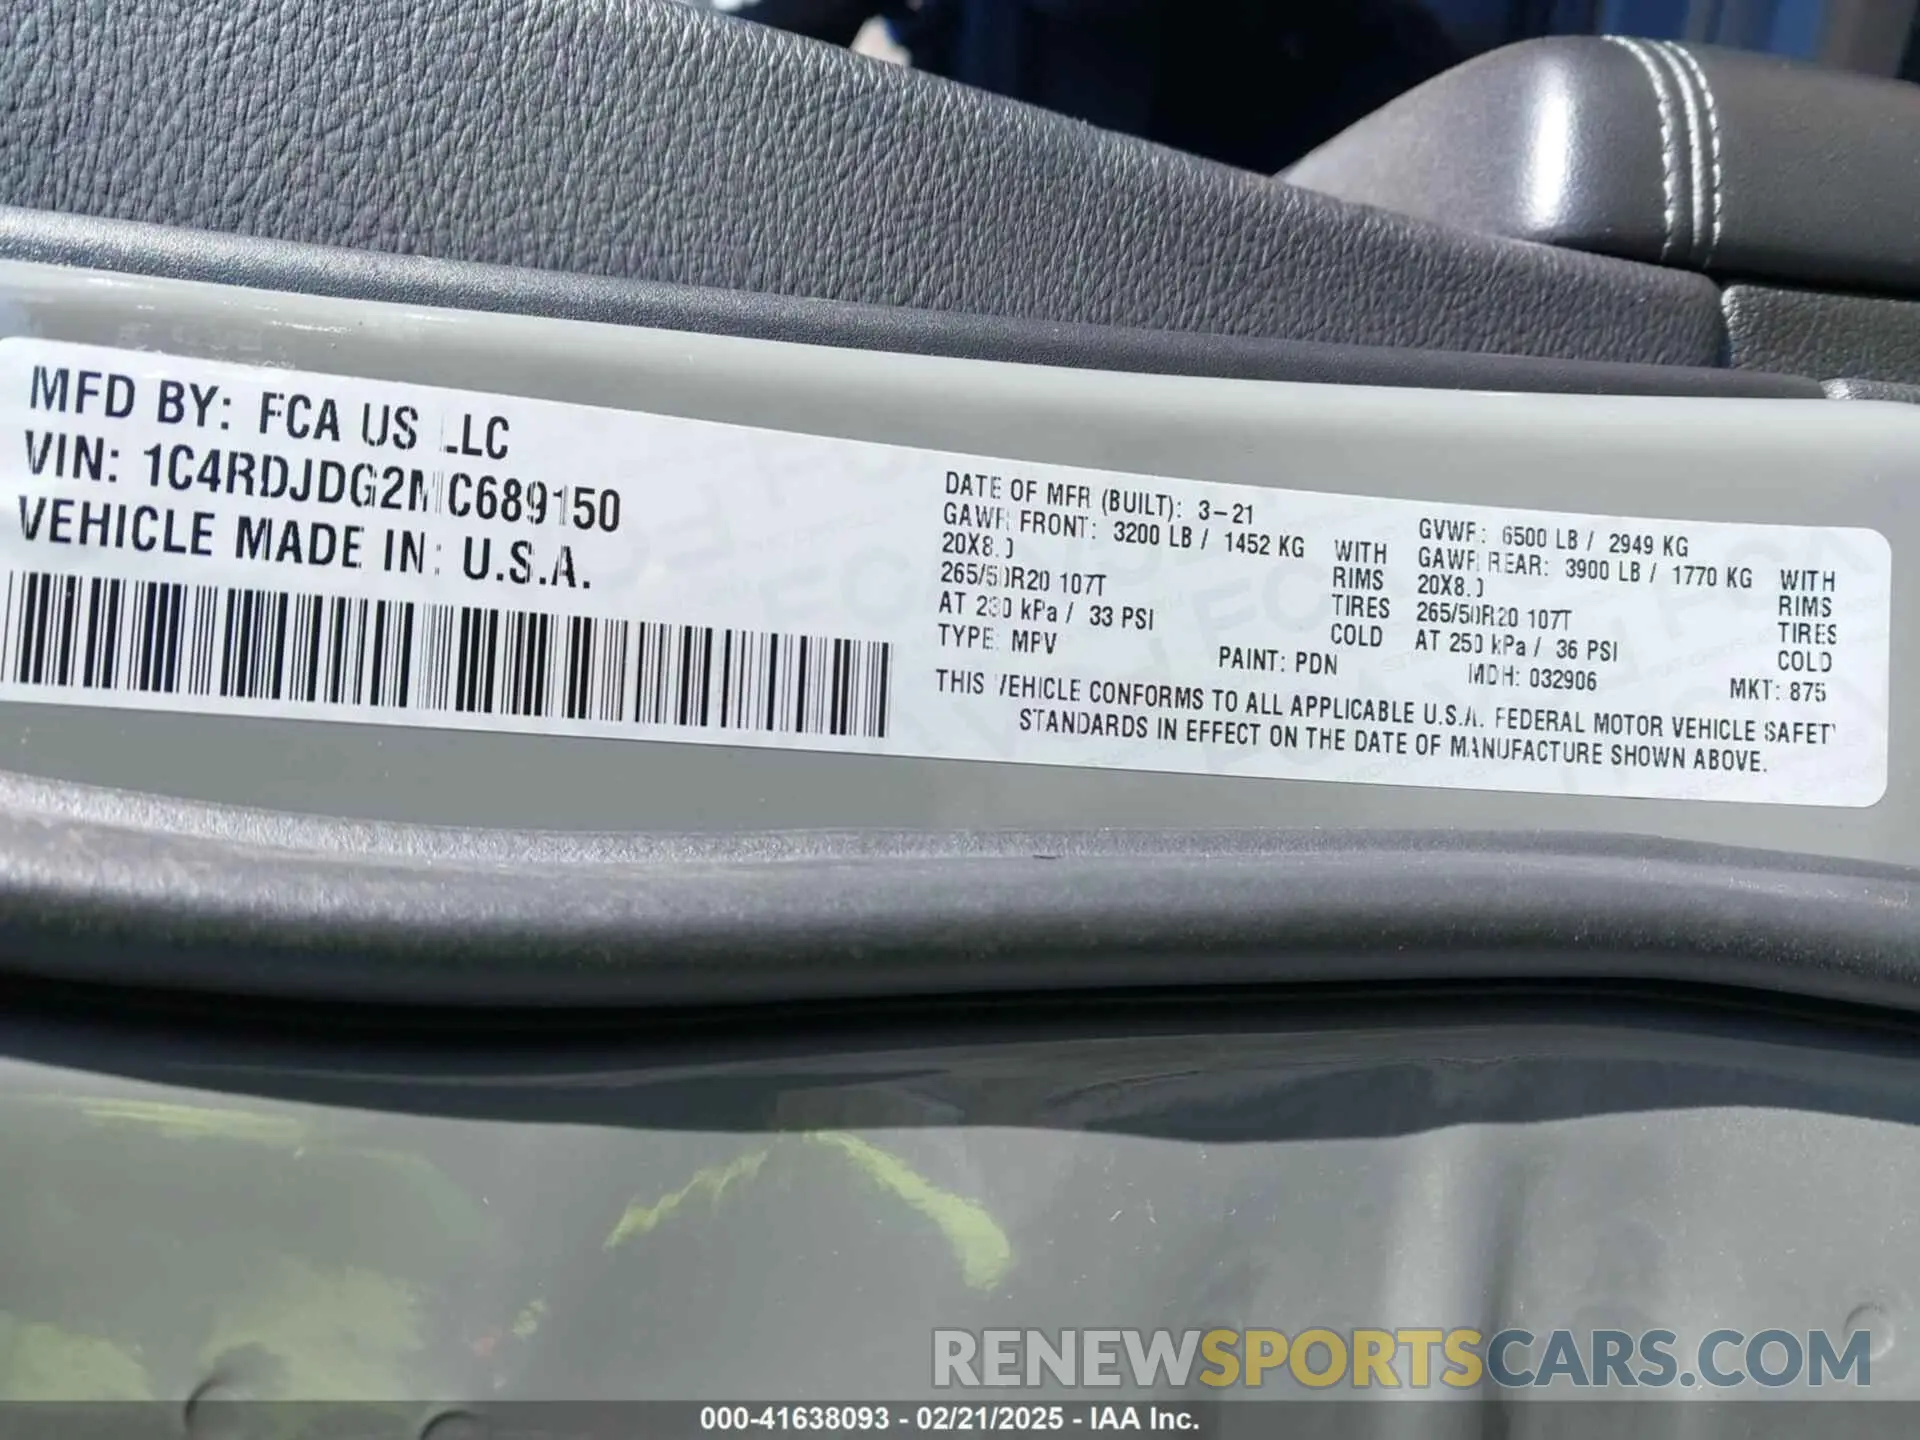 MFD BY: FCA US LLC
VIN: 1C4RDJDG2MC689150
VEHICLE MADE IN: U.S.A.
DATE OF MFR (BUILT): 3-21
GAWR FRONT: 3200 LB / 1452 KG WITH
20X8.0 RIMS
265/50R20 107T TIRES
AT 230 kPa / 33 PSI COLD
TYPE: MPV PAINT: PDN
GVWR: 6500 LB / 2949 KG
GAWR REAR: 3900 LB / 1770 KG WITH
20X8.0 RIMS
265/50R20 107T TIRES
AT 250 kPa / 36 PSI COLD
MDH: 032906 MKT: 875
THIS VEHICLE CONFORMS TO ALL APPLICABLE U.S.A. FEDERAL MOTOR VEHICLE SAFETY
STANDARDS IN EFFECT ON THE DATE OF MANUFACTURE SHOWN ABOVE.
RENEWSPORTSCARS.COM
000-41638093 - 02/21/2025 - IAA Inc.